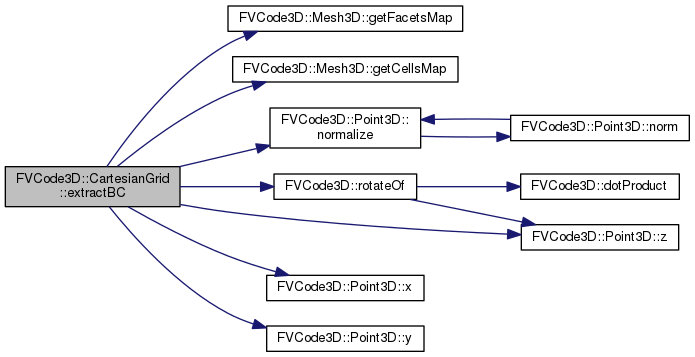 FVCode3D::Mesh3D::getFacetsMap
FVCode3D::Mesh3D::getCellsMap
FVCode3D::Point3D::
normalize
FVCode3D::Point3D::norm
FVCode3D::CartesianGrid
::extractBC
FVCode3D::rotateOf
FVCode3D::dotProduct
FVCode3D::Point3D::z
FVCode3D::Point3D::x
FVCode3D::Point3D::y